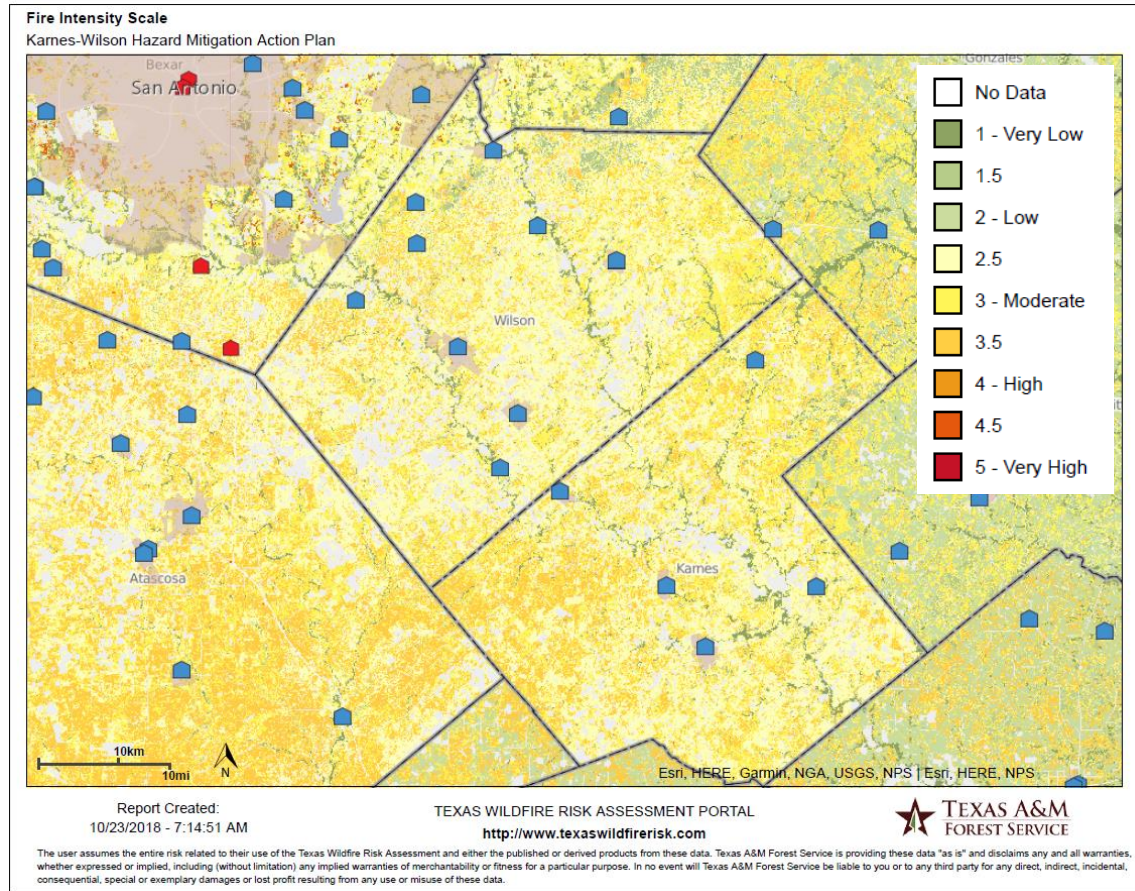 Fire Intensity Scale
Karnes-Wilson Hazard Mitigation Action Plan
Bexar
San Antonio
Gonzales
No Data
1 - Very Low
1.5
2 - Low
2.5
3 - Moderate
3.5
4 - High
4.5
5 - Very High
Wilson
Karnes
Atascosa
10km
10mi
N
Esri, HERE, Garmin, NGA, USGS, NPS | Esri, HERE, NPS
Report Created:
10/23/2018 - 7:14:51 AM
TEXAS WILDFIRE RISK ASSESSMENT PORTAL
http://www.texaswildfirerisk.com
TEXAS A&M
FOREST SERVICE
The user assumes the entire risk related to their use of the Texas Wildfire Risk Assessment and either the published or derived products from these data. Texas A&M Forest Service is providing these data "as is" and disclaims any and all warranties,
whether expressed or implied, including (without limitation) any implied warranties of merchantability or fitness for a particular purpose. In no event will Texas A&M Forest Service be liable to you or to any third party for any direct, indirect, incidental,
consequential, special or exemplary damages or lost profit resulting from any use or misuse of these data.